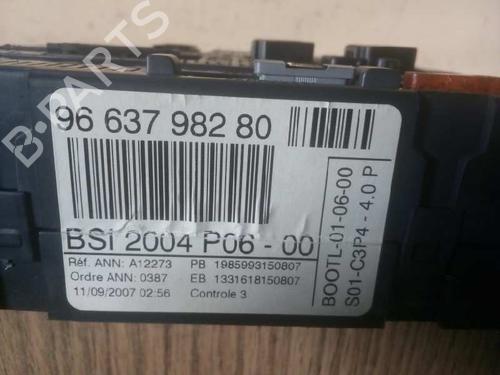 B-PARTS
96 637 982 80
BSI 2004 P06 - 00
Réf. ANN: A12273 PB 1985993150807
Ordre ANN: 0387 EB 1331618150807
11/09/2007 02:56 Controle 3
BOOTL-01-06-00
S01-C3P4 - 4.0 P